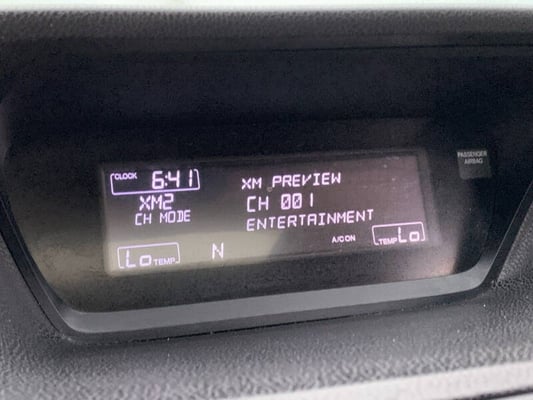 CLOCK 6:41
XM PREVIEW
XM2
CH 001
CH MODE
ENTERTAINMENT
A/C ON
Lo TEMP
N
TEMP Lo
PASSENGER
AIRBAG